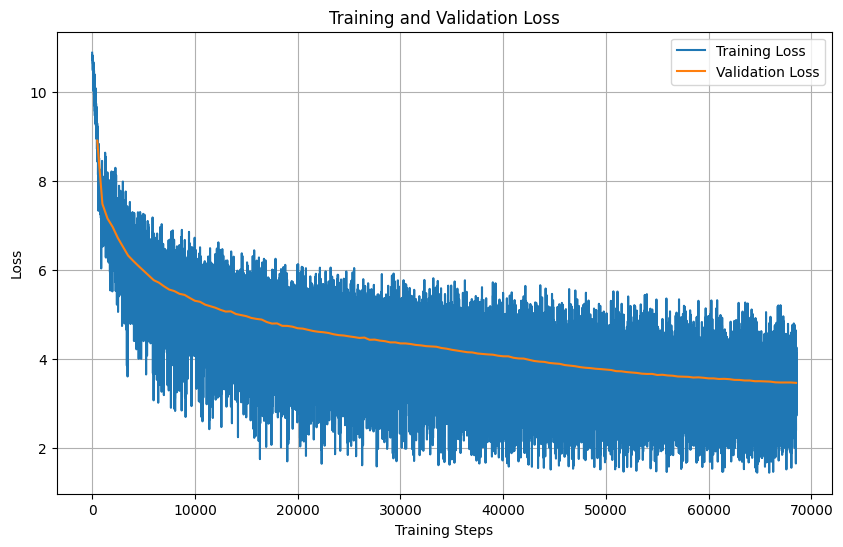 Training and Validation Loss
Training Loss
Validation Loss
Loss
10
8
6
4
2
0
10000
20000
30000
40000
50000
60000
70000
Training Steps